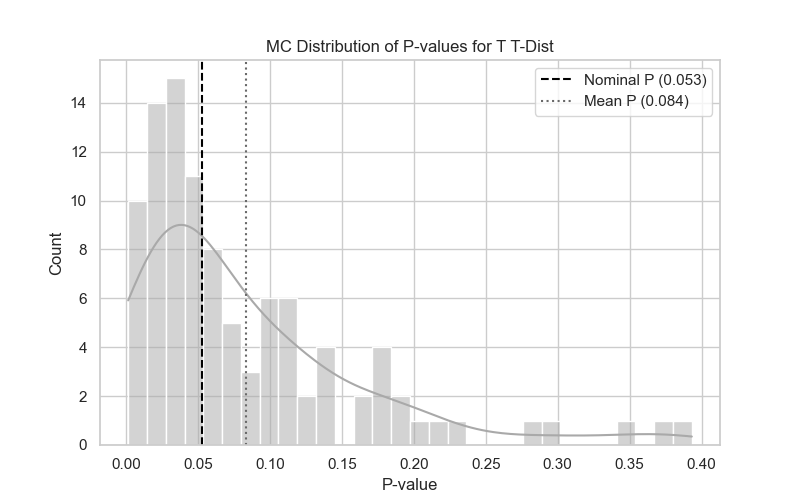 MC Distribution of P-values for T T-Dist
Nominal P (0.053)
Mean P (0.084)
Count
14
12
10
8
6
4
2
0
0.00 0.05 0.10 0.15 0.20 0.25 0.30 0.35 0.40
P-value